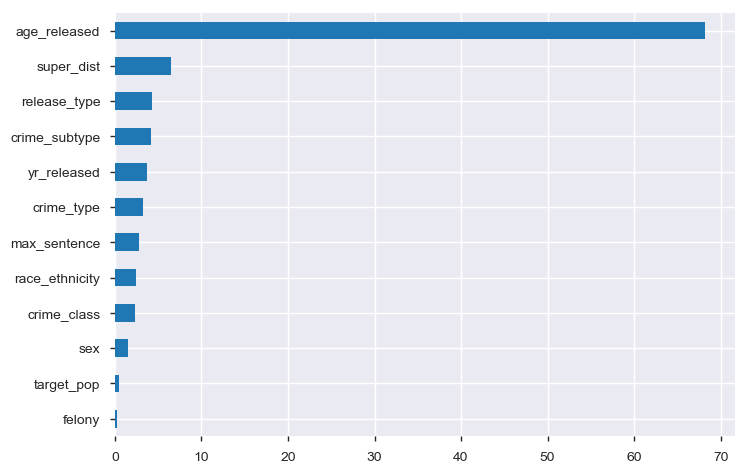 age_released
super_dist
release_type
crime_subtype
yr_released
crime_type
max_sentence
race_ethnicity
crime_class
sex
target_pop
felony
0 10 20 30 40 50 60 70